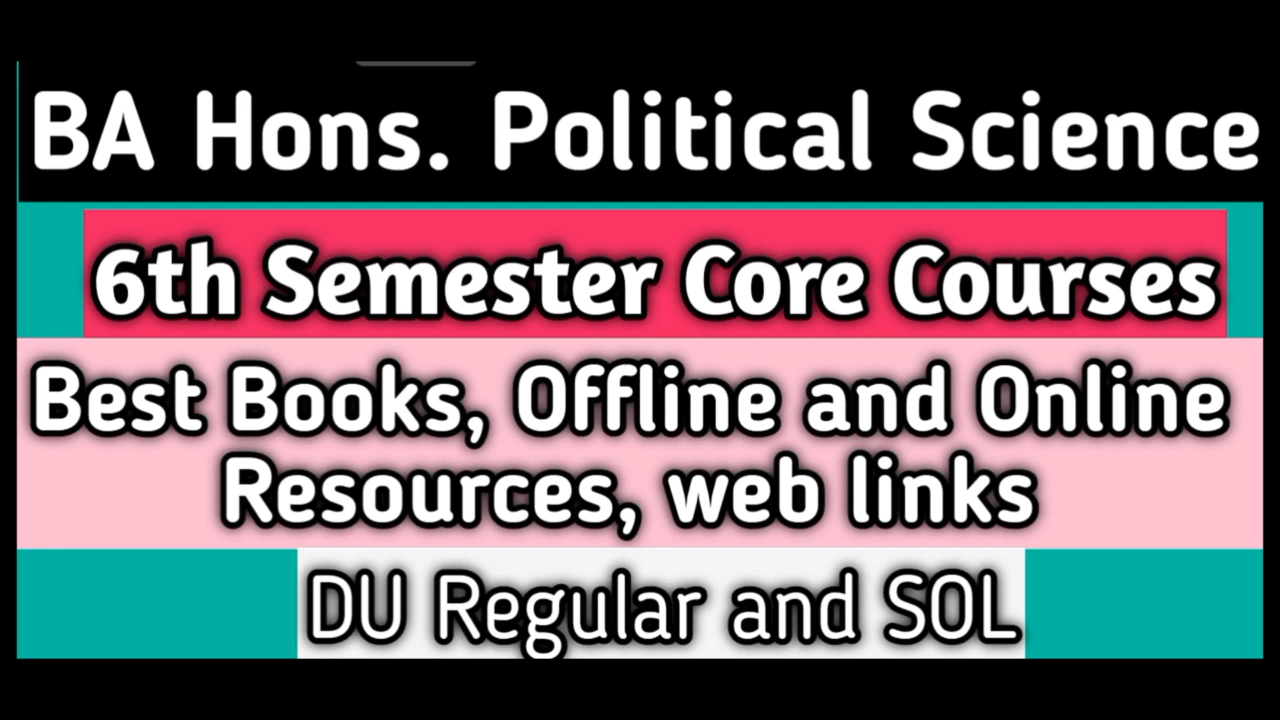 BA Hons. Political Science
6th Semester Core Courses
Best Books, Offline and Online
Resources, web links
DU Regular and SOL